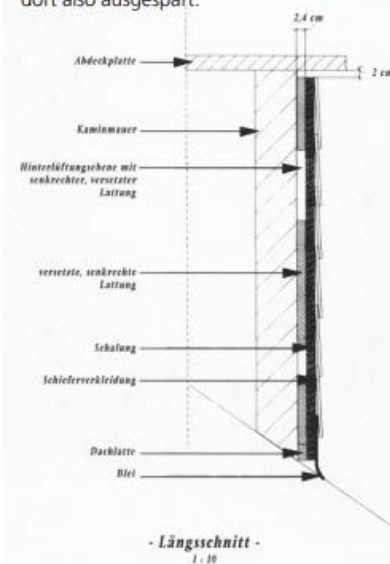 dort also ausgespart.
2,4 cm
Abdeckplatte
2 cm
Kaminmauer
Hinterlüftungsebene mit
senkrechter, versetzter
Lattung
versetzte, senkrechte
Lattung
Schalung
Schieferverkleidung
Dachlatte
Blei
- Längsschnitt -
1 : 10